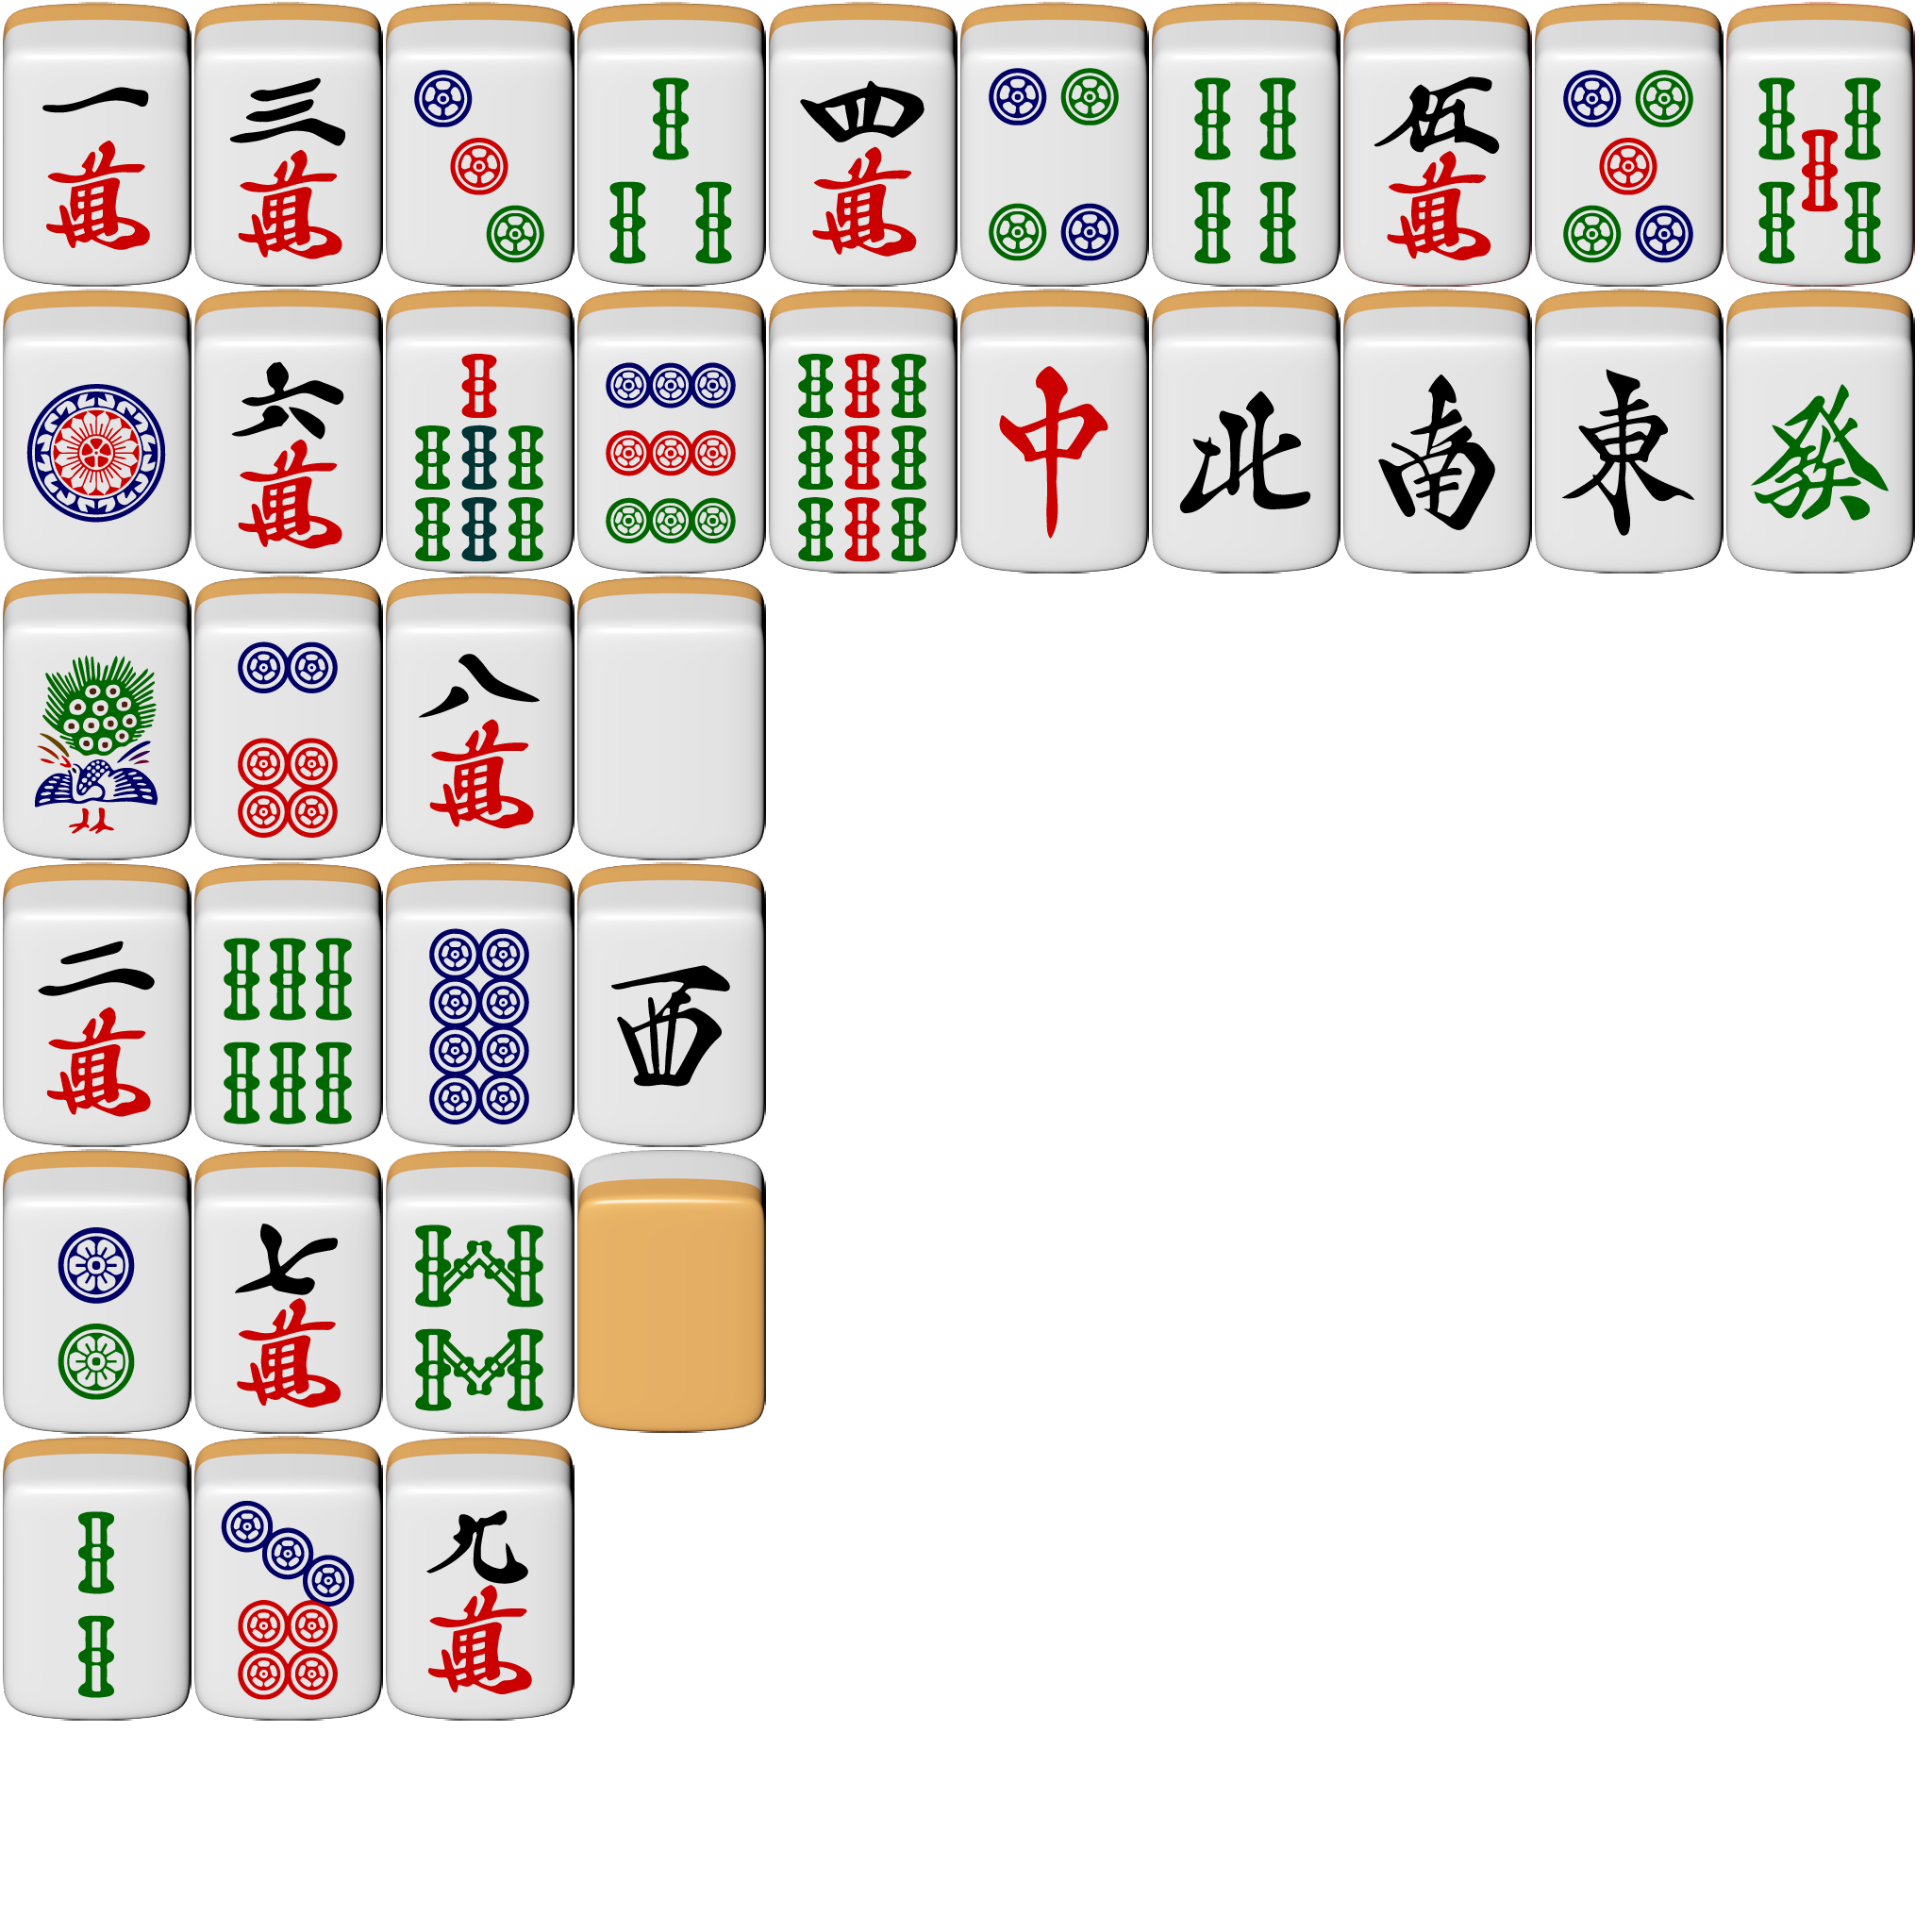 一萬 三萬 四萬 伍萬
六萬 中 北 南 東 發
八萬
二萬 西
七萬
九萬